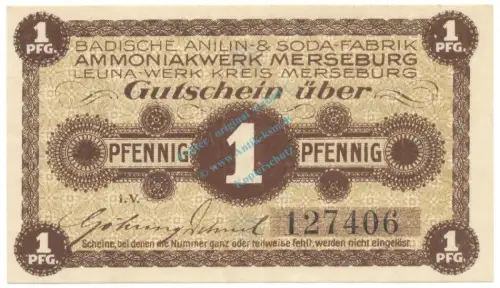 1 PFG.
1 PFG.
BADISCHE ANILIN-& SODA-FABRIK
AMMONIAKWERK MERSEBURG
LEUNA-WERK KREIS MERSEBURG
Gutschein über
PFENNIG 1 PFENNIG
i.V.
127406
Scheine, bei denen die Nummer ganz oder teilweise fehlt, werden nicht eingelöst.
1 PFG.
1 PFG.